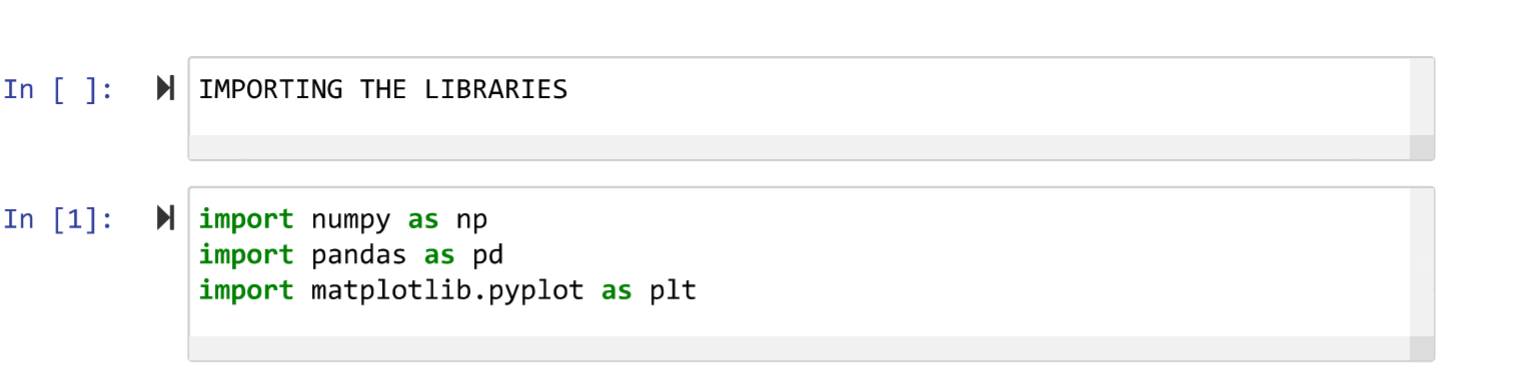 In [ ]: IMPORTING THE LIBRARIES
In [1]: import numpy as np
import pandas as pd
import matplotlib.pyplot as plt